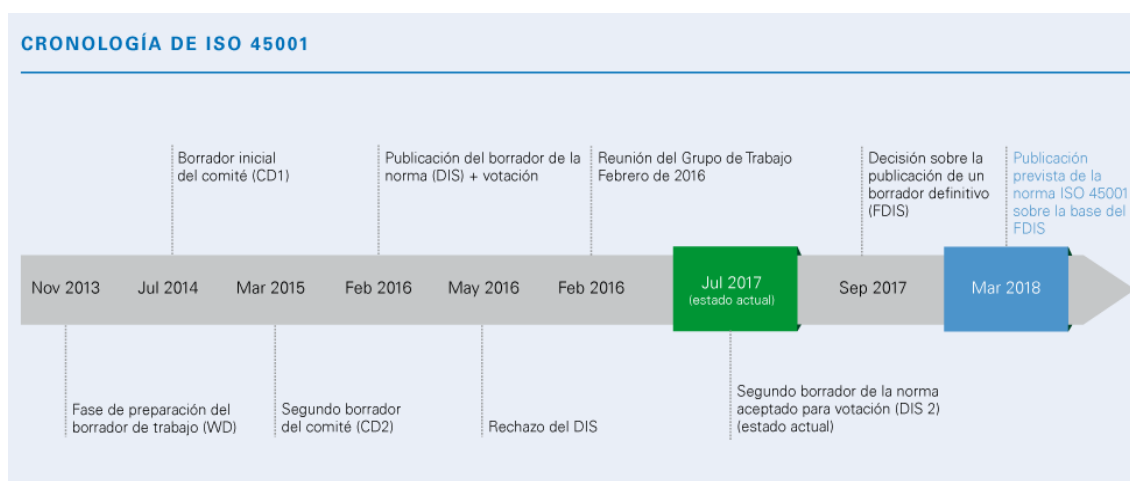 CRONOLOGÍA DE ISO 45001
Borrador inicial
del comité (CD1)
Publicación del borrador de la
norma (DIS) + votación
Reunión del Grupo de Trabajo
Febrero de 2016
Decisión sobre la
publicación de un
borrador definitivo
(FDIS)
Publicación
prevista de la
norma ISO 45001
sobre la base del
FDIS
Nov 2013
Jul 2014
Mar 2015
Feb 2016
May 2016
Feb 2016
Jul 2017
(estado actual)
Sep 2017
Mar 2018
Fase de preparación del
borrador de trabajo (WD)
Segundo borrador
del comité (CD2)
Rechazo del DIS
Segundo borrador de la norma
aceptado para votación (DIS 2)
(estado actual)